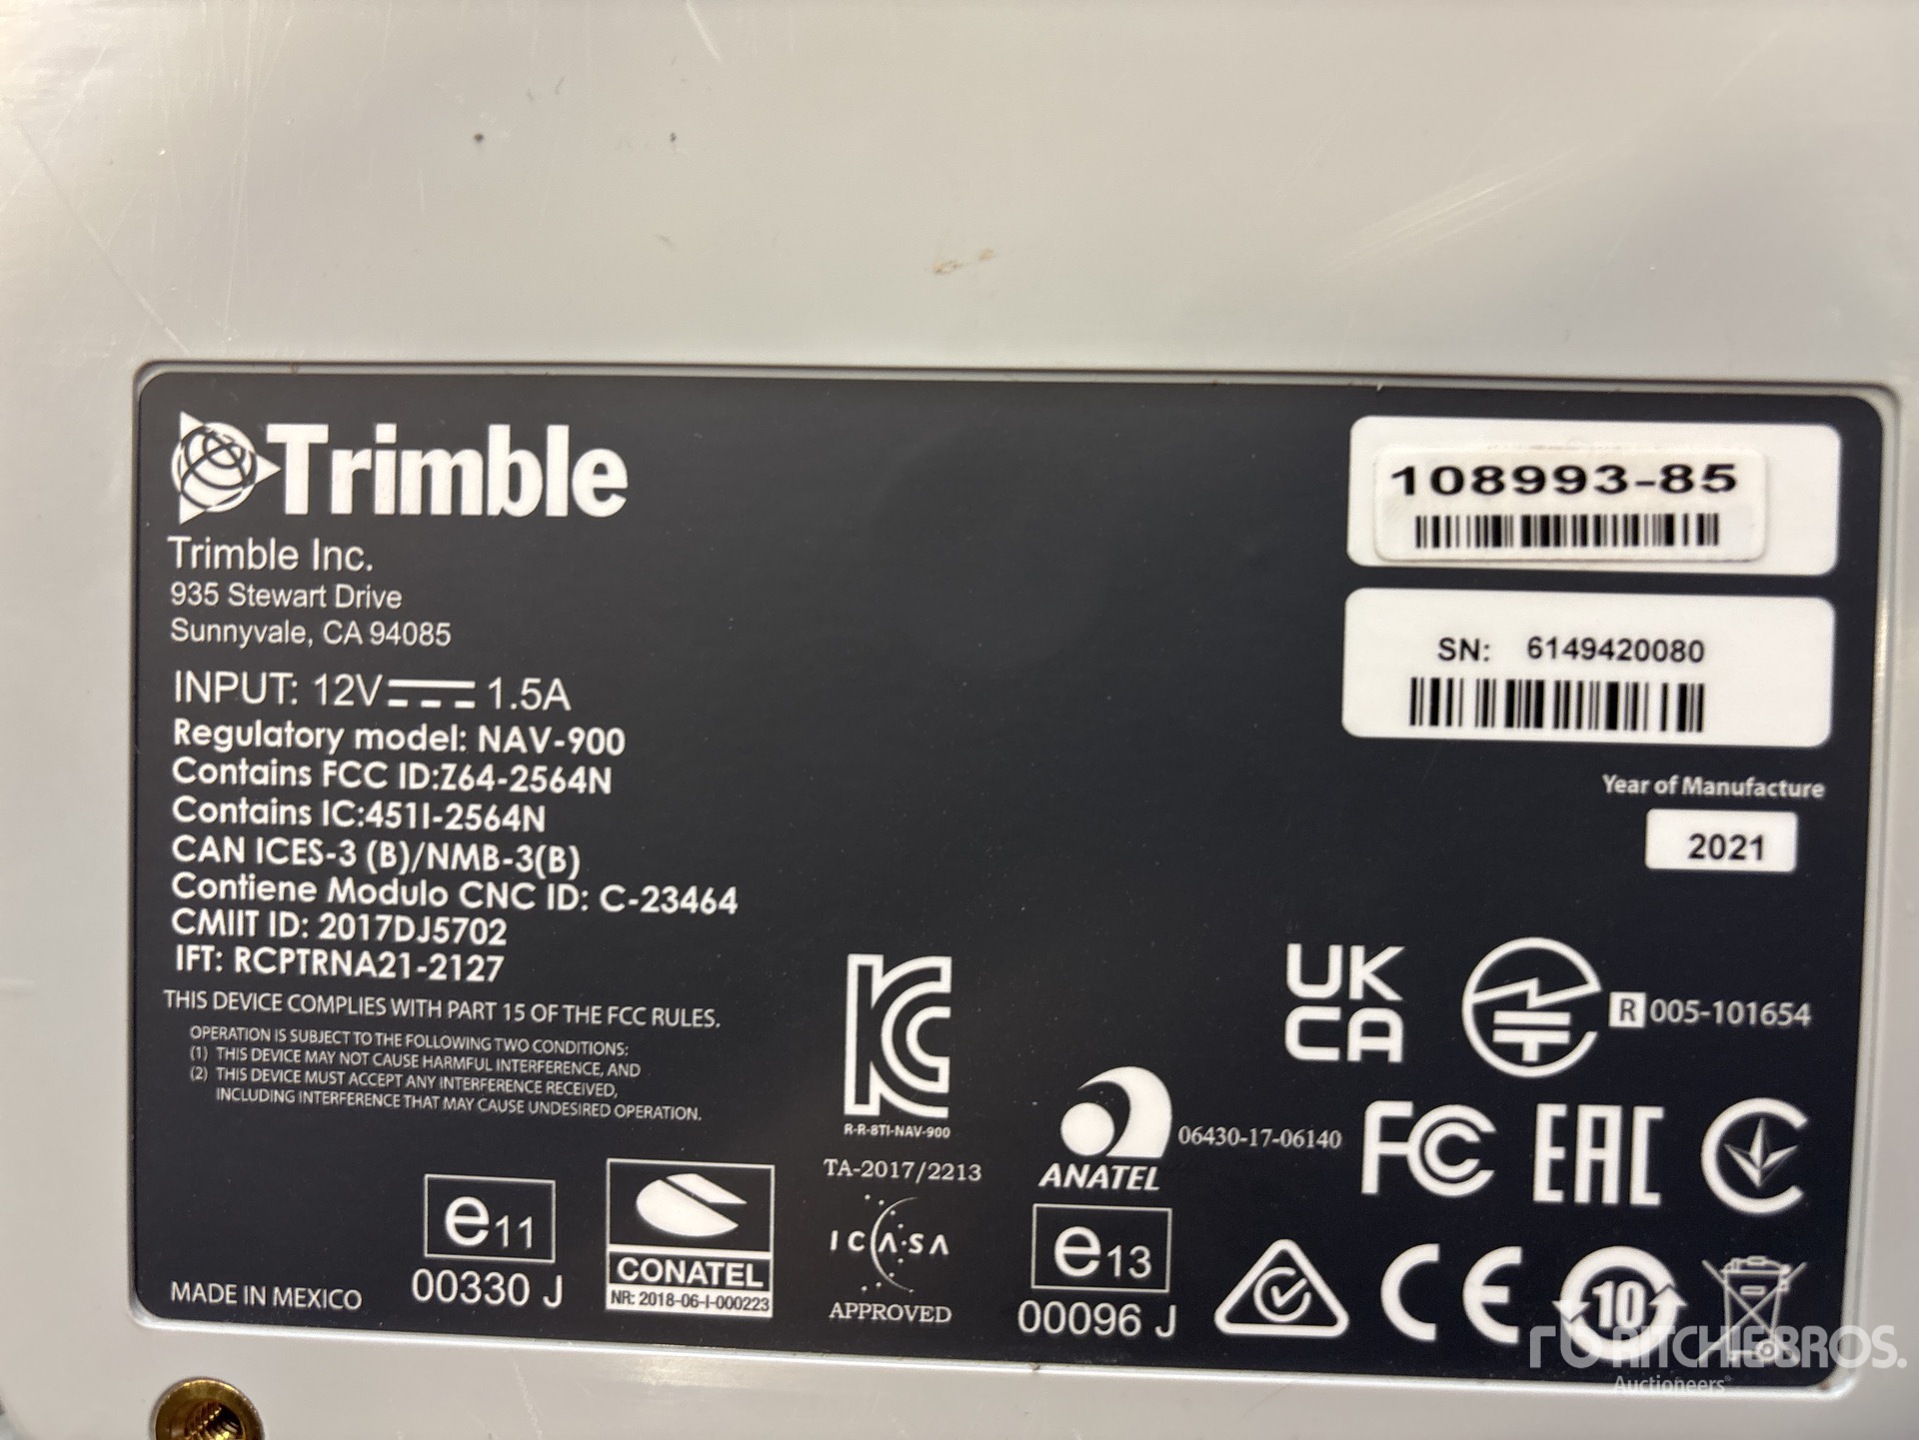 Trimble
Trimble Inc.
935 Stewart Drive
Sunnyvale, CA 94085
INPUT: 12V 1.5A
Regulatory model: NAV-900
Contains FCC ID:Z64-2564N
Contains IC:451I-2564N
CAN ICES-3 (B)/NMB-3(B)
Contiene Modulo CNC ID: C-23464
CMIIT ID: 2017DJ5702
IFT: RCPTRNA21-2127
THIS DEVICE COMPLIES WITH PART 15 OF THE FCC RULES.
OPERATION IS SUBJECT TO THE FOLLOWING TWO CONDITIONS:
(1) THIS DEVICE MAY NOT CAUSE HARMFUL INTERFERENCE, AND
(2) THIS DEVICE MUST ACCEPT ANY INTERFERENCE RECEIVED,
INCLUDING INTERFERENCE THAT MAY CAUSE UNDESIRED OPERATION.
MADE IN MEXICO
108993-85
SN: 6149420080
Year of Manufacture
2021
KC
R-R-8TI-NAV-900
UK
CA
R 005-101654
ANATEL
06430-17-06140
FC
EAC
TA-2017/2213
ICASA
APPROVED
e11
00330 J
CONATEL
NR: 2018-06-I-000223
e13
00096 J
CE
10
RITCHIEBROS.
Auctioneers